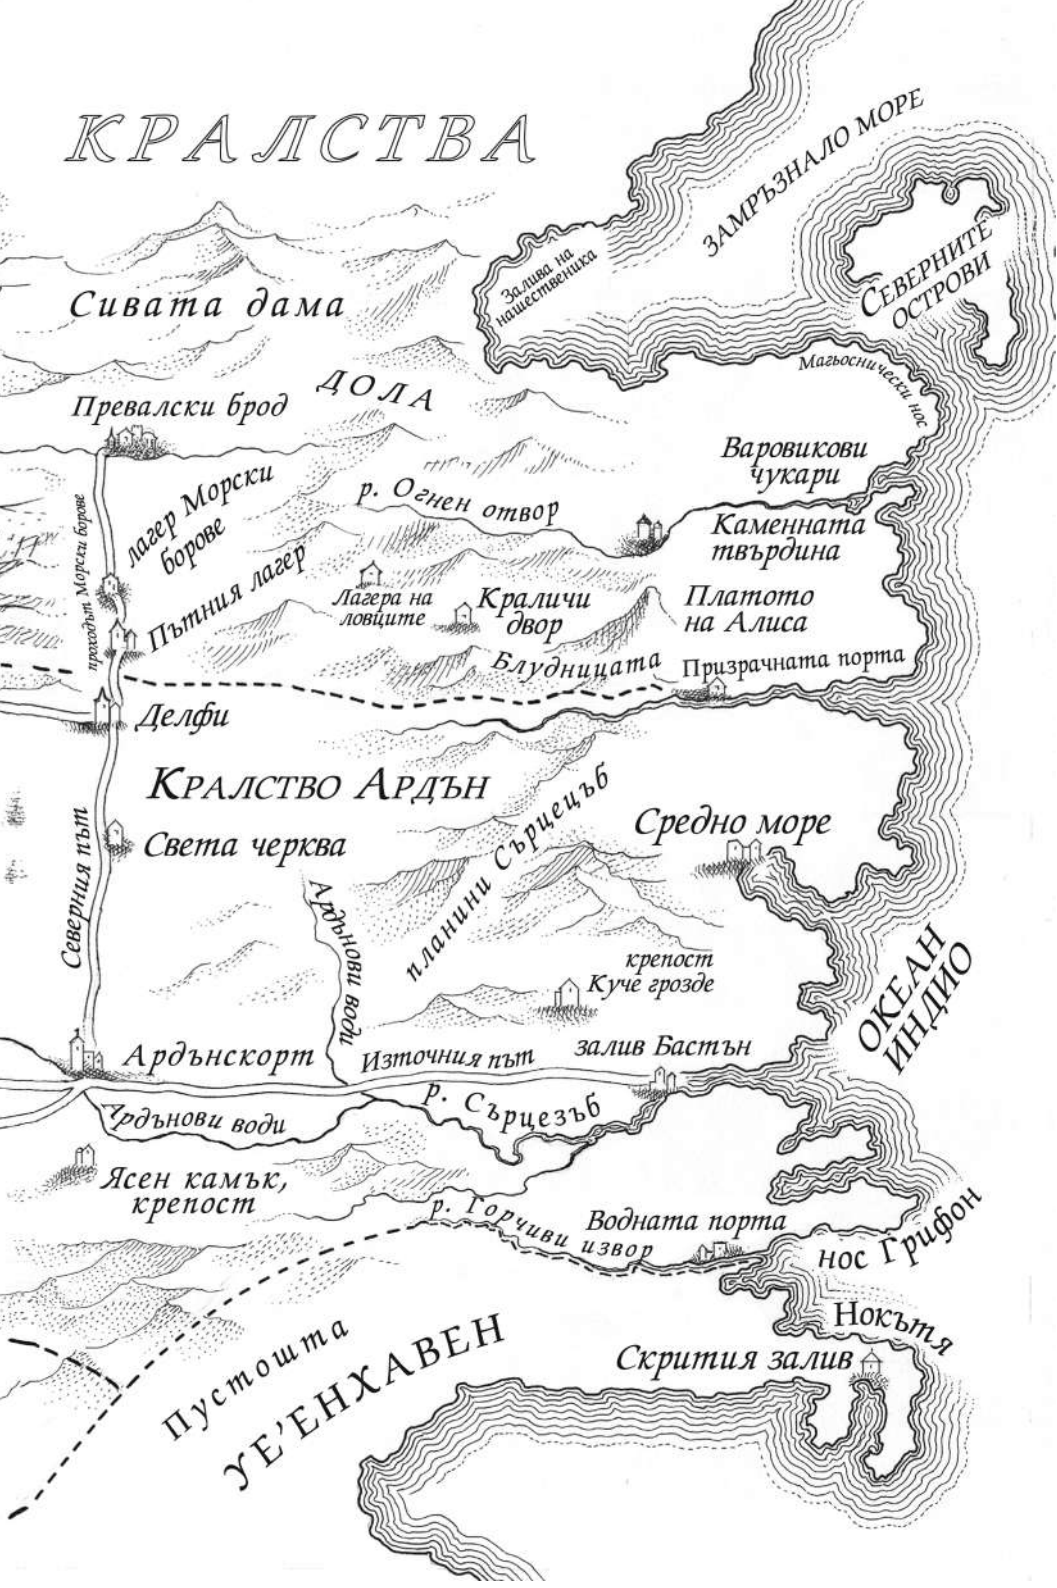 КРАЛСТВА
ЗАМРЪЗНАЛО МОРЕ
Залива на
нашественика
СЕВЕРНИТЕ
ОСТРОВИ
Сивата дама
Магьоснически нос
ДОЛА
Превалски брод
Варовикови
чукари
лагер Морски
борове
р. Огнен отвор
Каменната
твърдина
проходът Морски борове
Пътния лагер
Лагера на
ловците
Краличи
двор
Платото
на Алиса
Блудницата
Призрачната порта
Делфи
КРАЛСТВО АРДЪН
планини Сърцецъб
Средно море
Северния път
Света черква
Ардънови води
крепост
Куче грозде
ОКЕАН
ИНДИО
Ардънскорт
Източния път
залив Бастън
р. Сърцезъб
Ардънови води
Ясен камък,
крепост
р. Горчиви извор
Водната порта
нос Грифон
Нокътя
Скрития залив
Пустошта
УЕ'ЕНХАВЕН